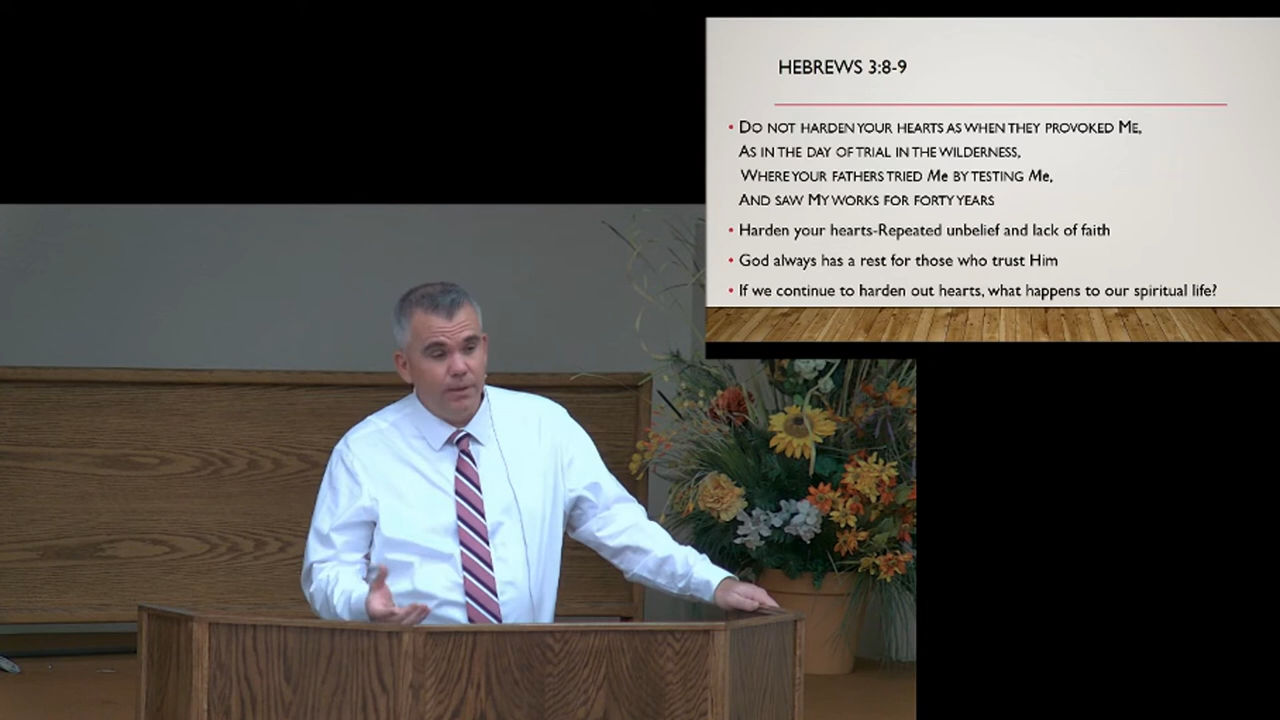 HEBREWS 3:8-9
• DO NOT HARDEN YOUR HEARTS AS WHEN THEY PROVOKED ME,
AS IN THE DAY OF TRIAL IN THE WILDERNESS,
WHERE YOUR FATHERS TRIED Me BY TESTING Me,
AND SAW MY WORKS FOR FORTY YEARS
• Harden your hearts-Repeated unbelief and lack of faith
• God always has a rest for those who trust Him
• If we continue to harden out hearts, what happens to our spiritual life?